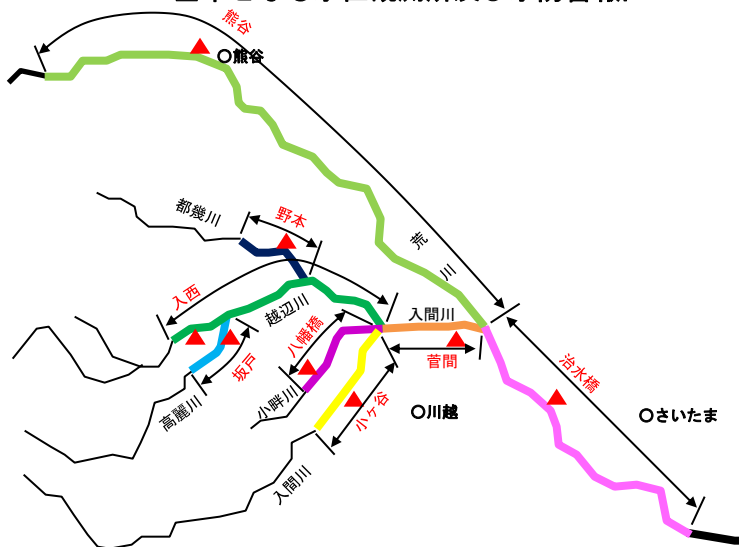 熊谷
○熊谷
都幾川
野本
荒川
入西
越辺川
入間川
八幡橋
菅間
坂戸
治水橋
小畔川
高麗川
小ヶ谷
○川越
○さいたま
入間川